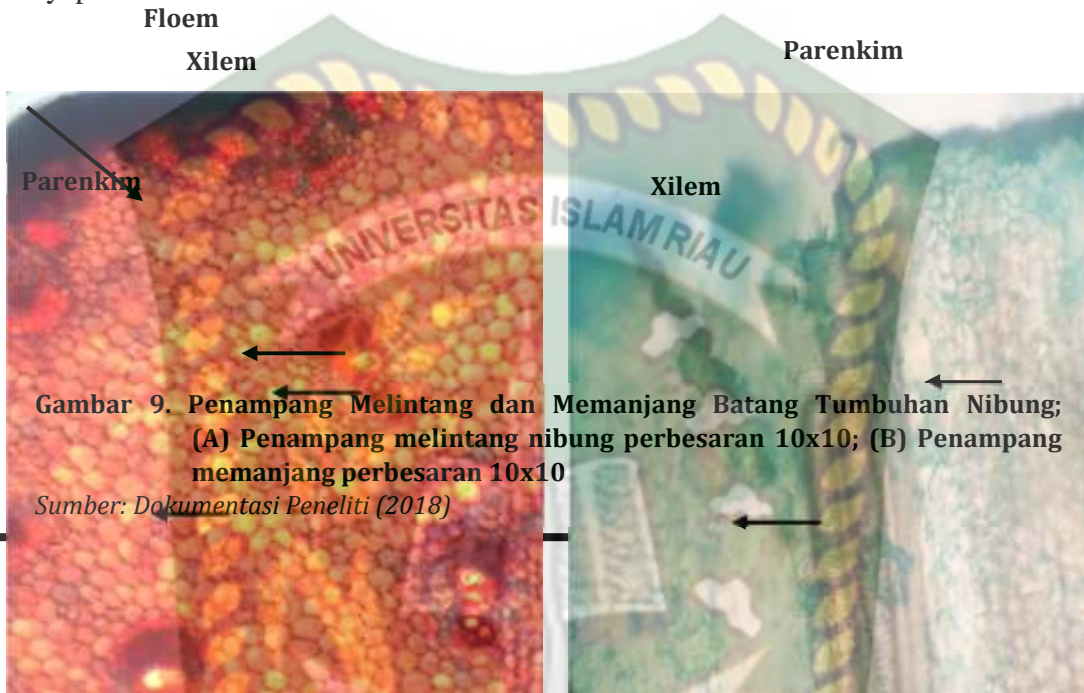 Floem
Xilem
Parenkim
Parenkim
Xilem
UNIVERSITAS ISLAM RIAU
Gambar 9. Penampang Melintang dan Memanjang Batang Tumbuhan Nibung;
(A) Penampang melintang nibung perbesaran 10x10; (B) Penampang
memanjang perbesaran 10x10
Sumber: Dokumentasi Peneliti (2018)